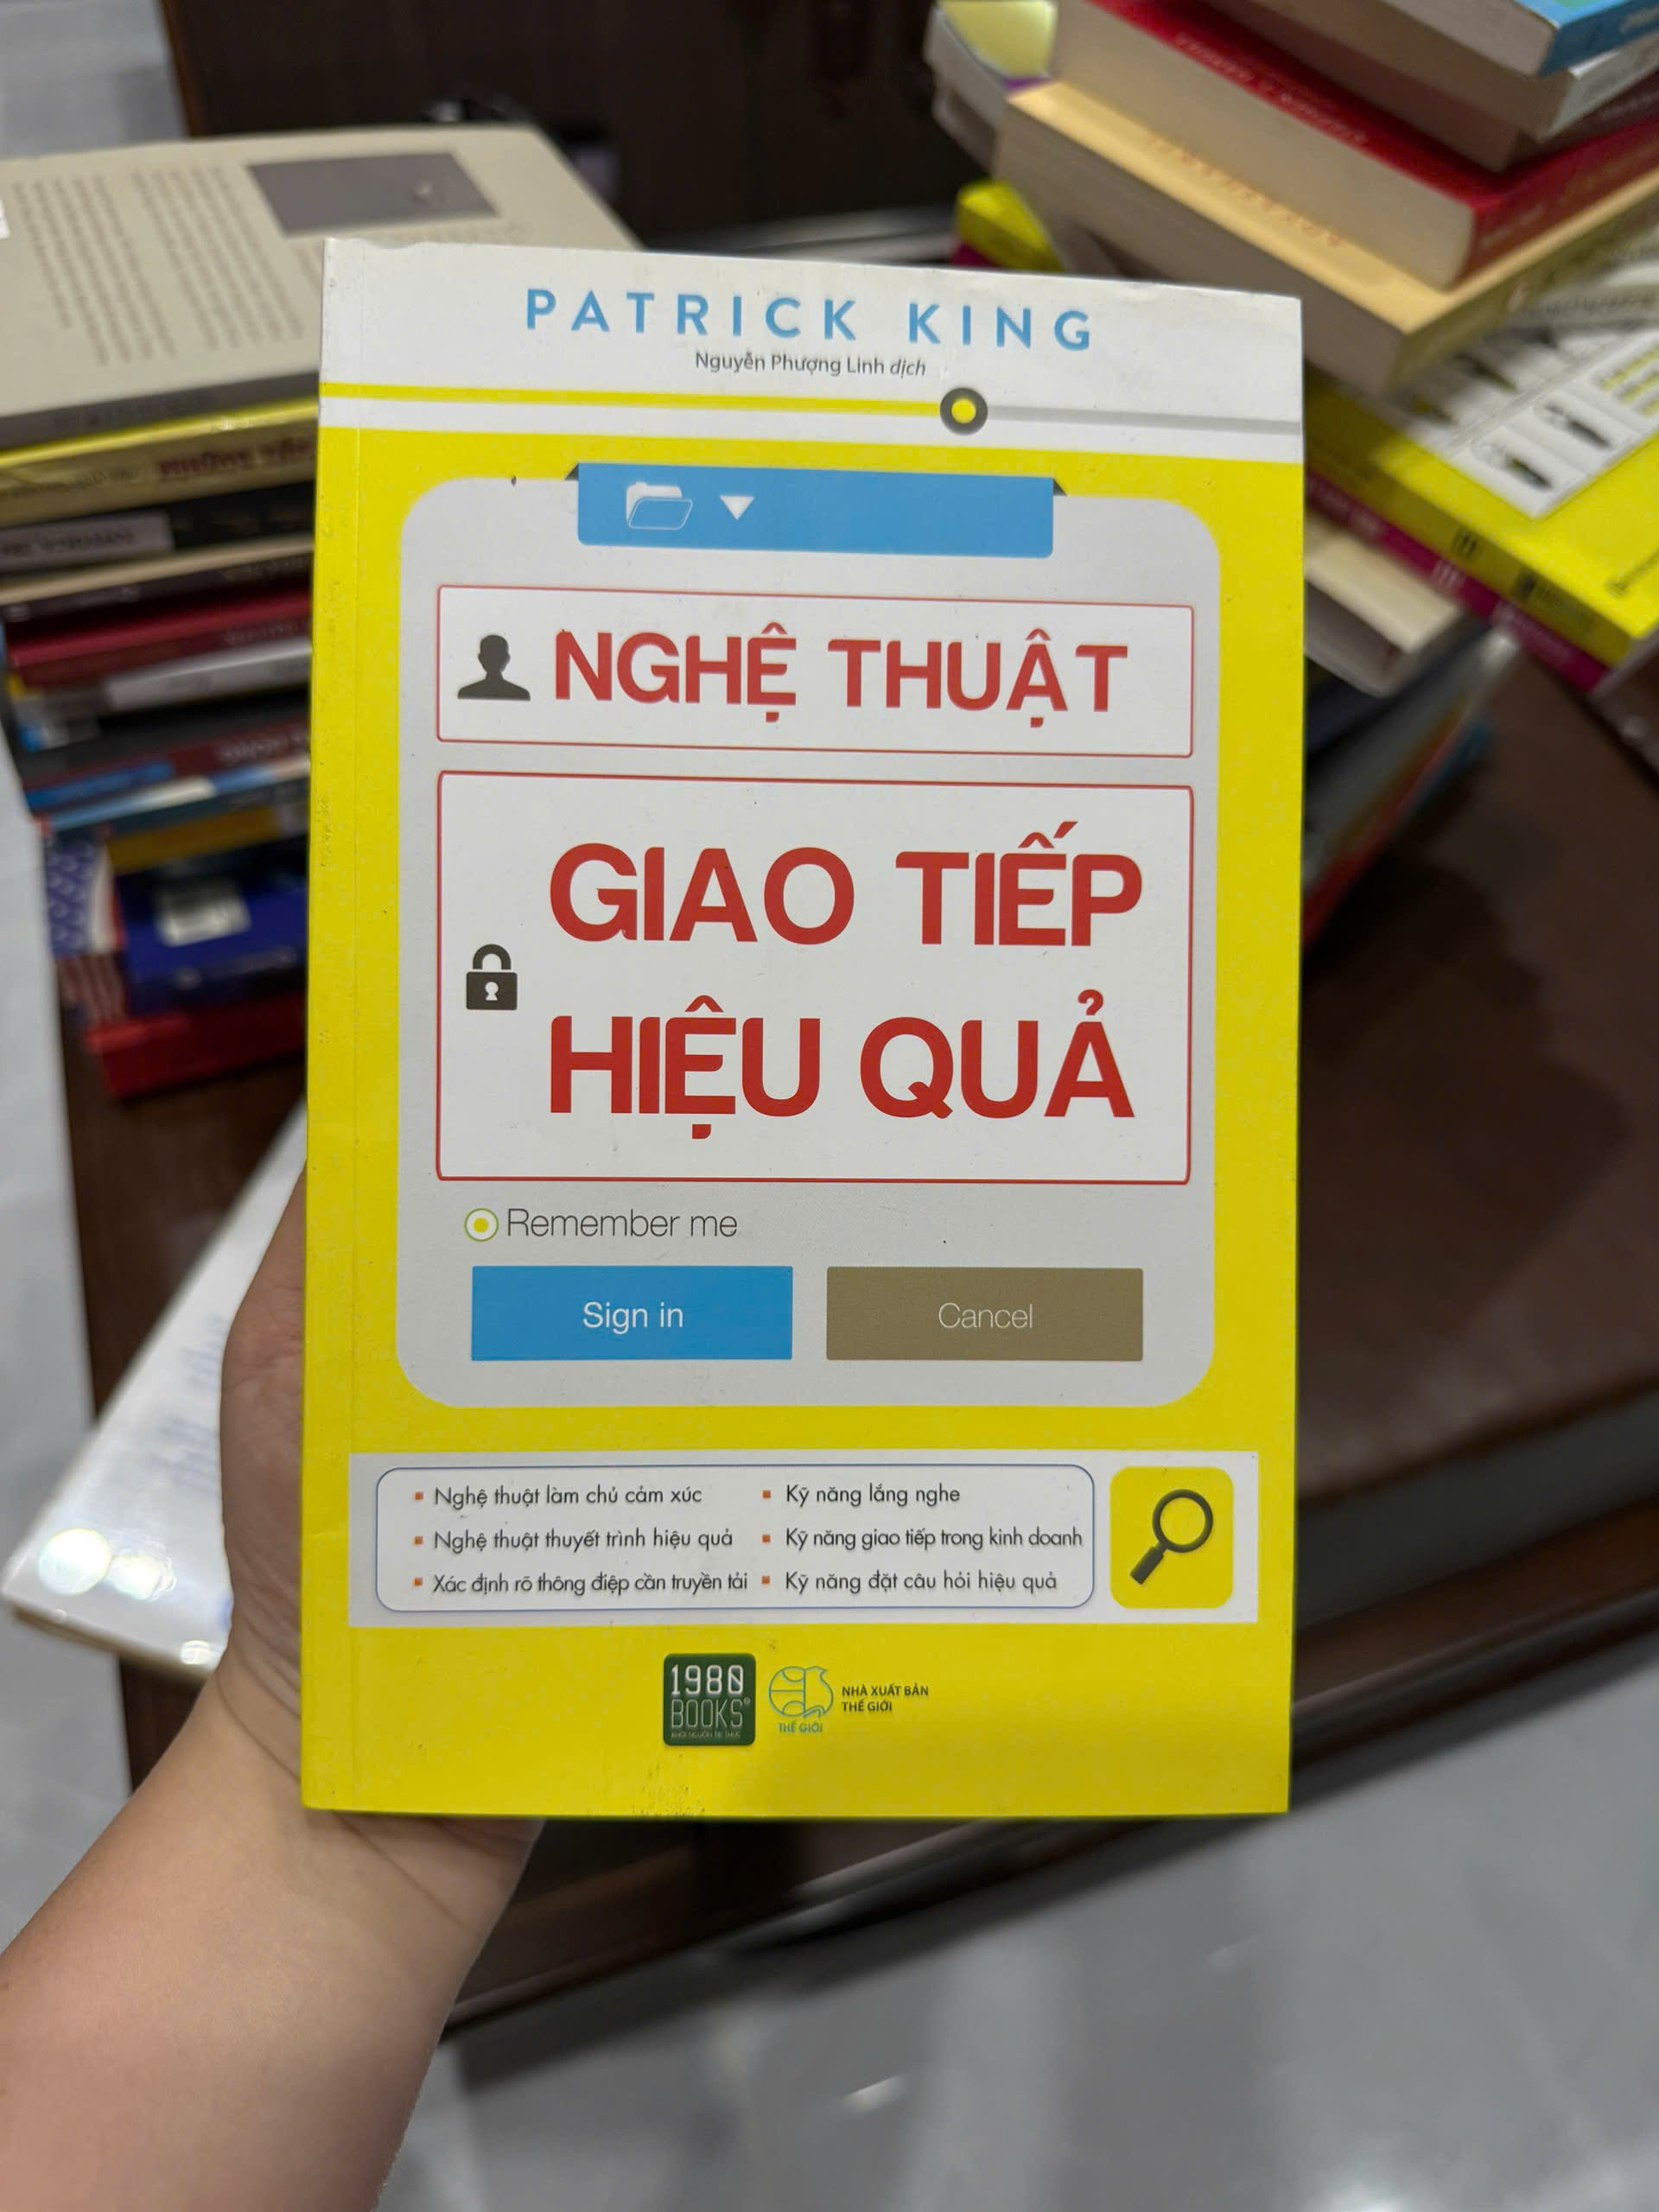 PATRICK KING
Nguyễn Phượng Linh dịch
NGHỆ THUẬT
GIAO TIẾP
HIỆU QUẢ
Remember me
Sign in
Cancel
Nghệ thuật làm chủ cảm xúc
Nghệ thuật thuyết trình hiệu quả
Xác định rõ thông điệp cần truyền tải
Kỹ năng lắng nghe
Kỹ năng giao tiếp trong kinh doanh
Kỹ năng đặt câu hỏi hiệu quả
1980
BOOKS®
THẾ GIỚI
NHÀ XUẤT BẢN
THẾ GIỚI